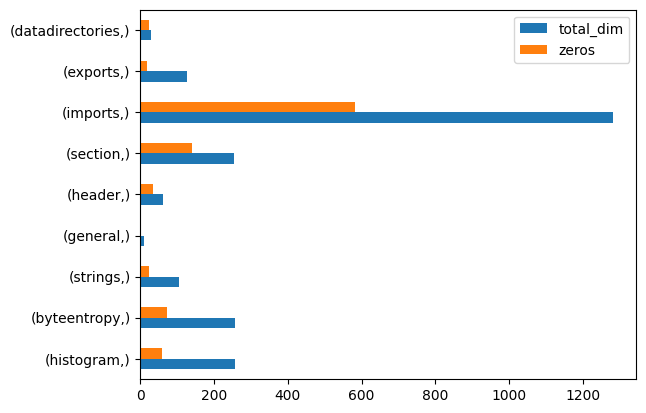 total_dim
zeros
(datadirectories,)
(exports,)
(imports,)
(section,)
(header,)
(general,)
(strings,)
(byteentropy,)
(histogram,)
0 200 400 600 800 1000 1200